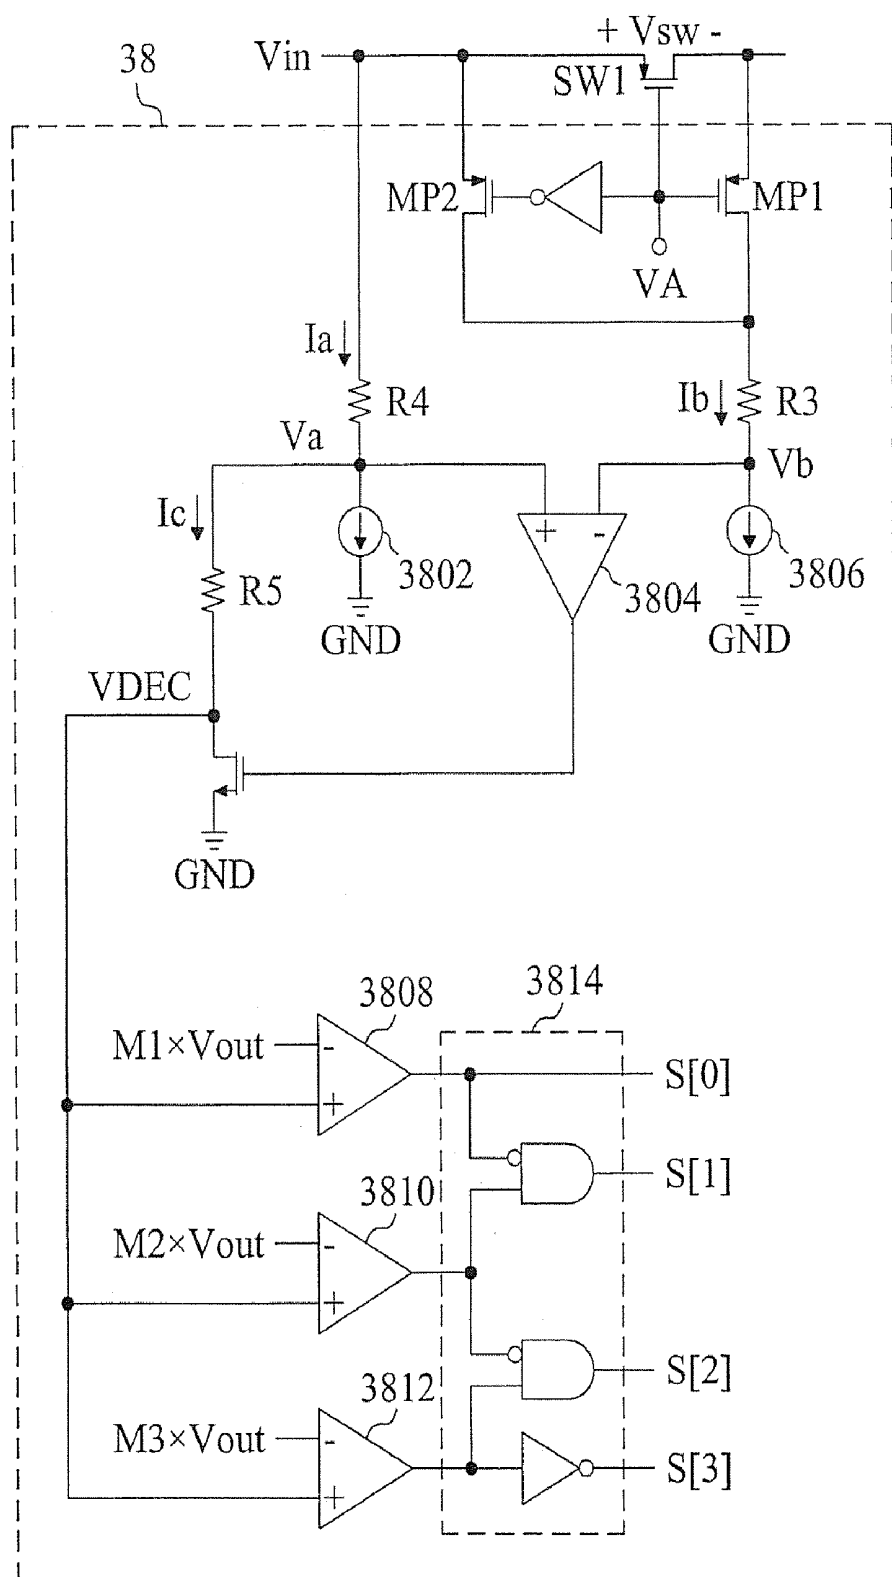 38
Vin
+ Vsw -
SW1
MP2
MP1
VA
Ia
R4
Ib
R3
Va
Vb
Ic
R5
+ -
3802
3804
3806
GND
GND
VDEC
GND
3808
3814
M1×Vout
-
+
S[0]
S[1]
3810
M2×Vout
-
+
S[2]
3812
M3×Vout
-
+
S[3]